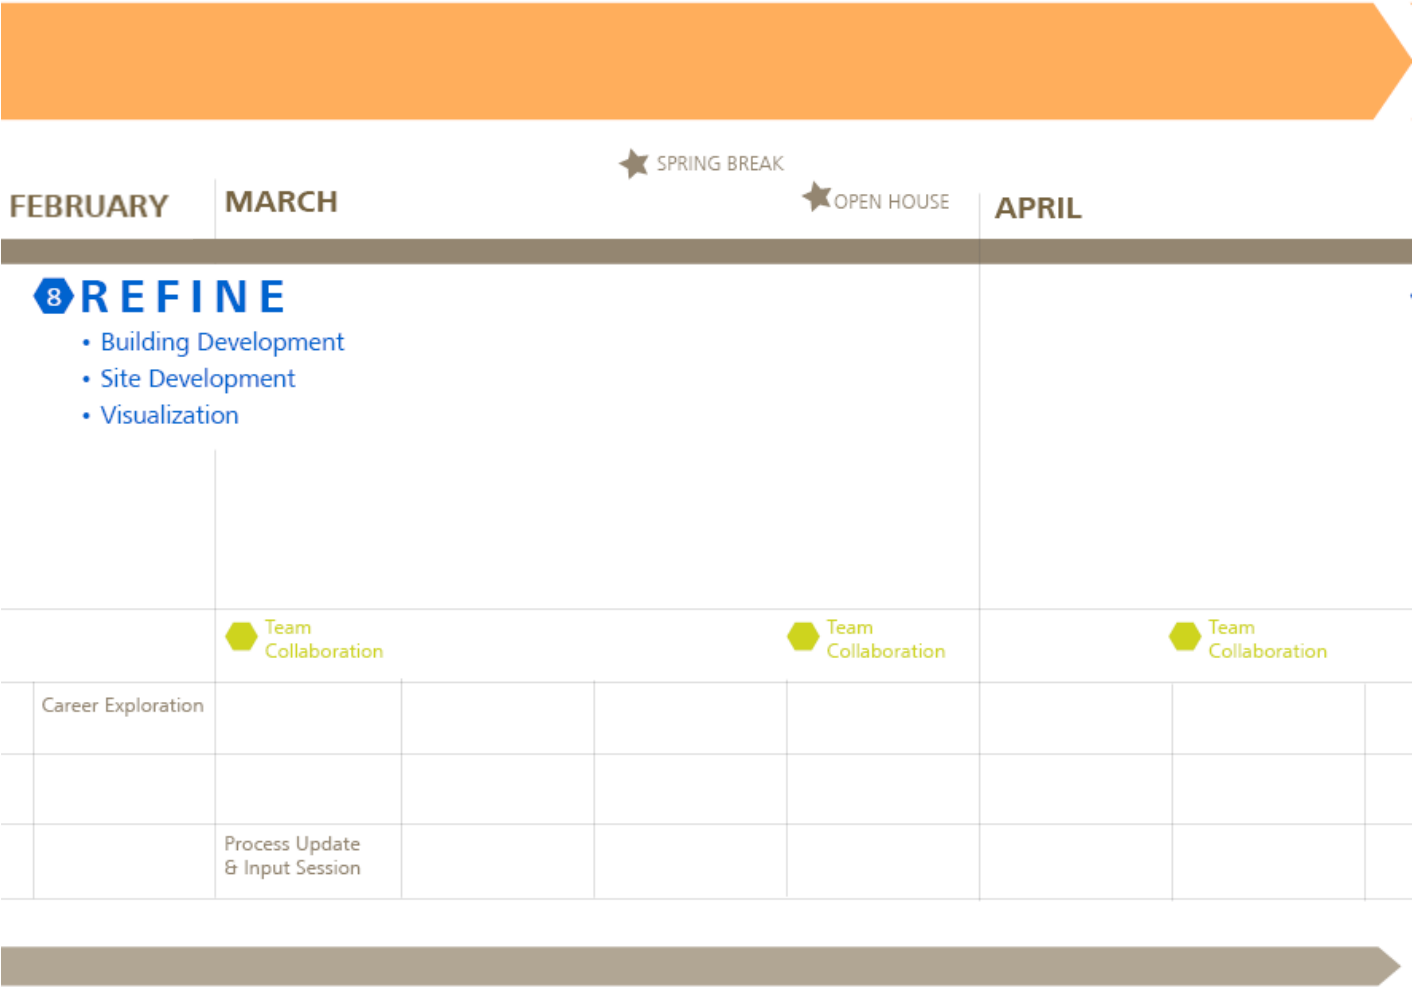 SPRING BREAK
FEBRUARY
MARCH
OPEN HOUSE
APRIL
8 REFINE
• Building Development
• Site Development
• Visualization
Team
Collaboration
Team
Collaboration
Team
Collaboration
Career Exploration
Process Update
& Input Session